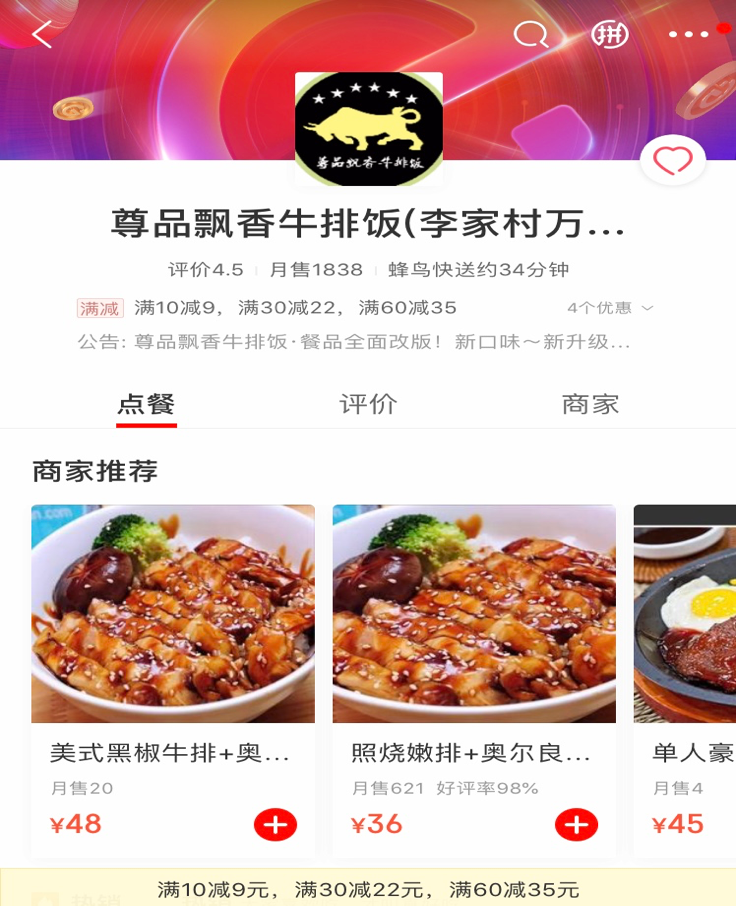 拼
尊品飘香牛排饭
尊品飘香牛排饭(李家村万...
评价4.5 月售1838 蜂鸟快送约34分钟
满减 满10减9，满30减22，满60减35 4个优惠
公告: 尊品飘香牛排饭·餐品全面改版！新口味～新升级...
点餐 评价 商家
商家推荐
n.com
美式黑椒牛排+奥... 照烧嫩排+奥尔良... 单人豪
月售20 月售621 好评率98% 月售4
¥48 ¥36 ¥45
满10减9元，满30减22元，满60减35元